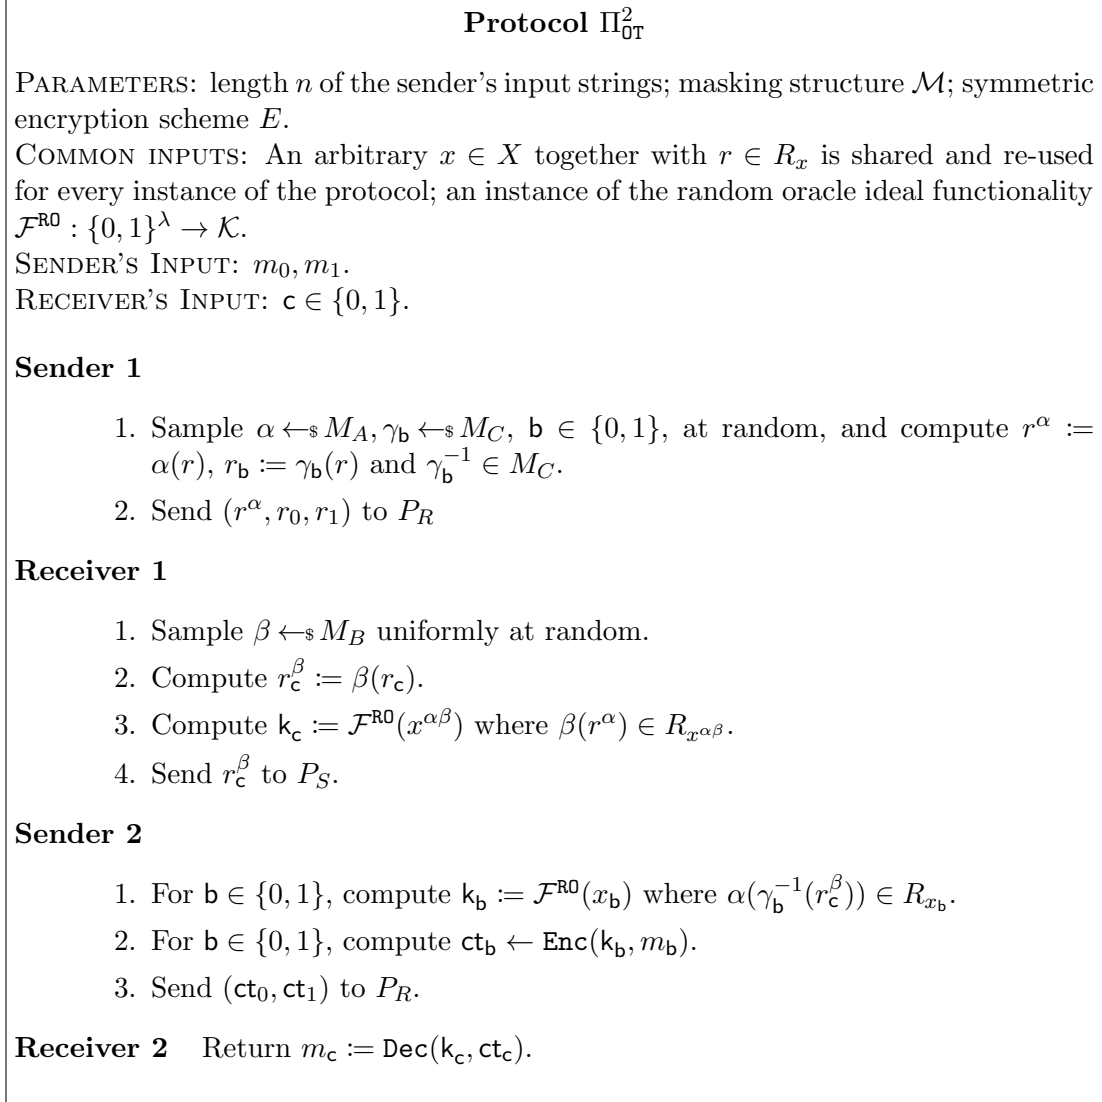 Protocol Π²_OT
PARAMETERS: length n of the sender's input strings; masking structure ℳ; symmetric
encryption scheme E.
COMMON INPUTS: An arbitrary x ∈ X together with r ∈ R_x is shared and re-used
for every instance of the protocol; an instance of the random oracle ideal functionality
ℱ^RO : {0, 1}^λ → 𝒦.
SENDER'S INPUT: m_0, m_1.
RECEIVER'S INPUT: c ∈ {0, 1}.
Sender 1
1. Sample α ←$ M_A, γ_b ←$ M_C, b ∈ {0, 1}, at random, and compute r^α :=
α(r), r_b := γ_b(r) and γ_b^{-1} ∈ M_C.
2. Send (r^α, r_0, r_1) to P_R
Receiver 1
1. Sample β ←$ M_B uniformly at random.
2. Compute r_c^β := β(r_c).
3. Compute k_c := ℱ^RO(x^{αβ}) where β(r^α) ∈ R_{x^{αβ}}.
4. Send r_c^β to P_S.
Sender 2
1. For b ∈ {0, 1}, compute k_b := ℱ^RO(x_b) where α(γ_b^{-1}(r_c^β)) ∈ R_{x_b}.
2. For b ∈ {0, 1}, compute ct_b ← Enc(k_b, m_b).
3. Send (ct_0, ct_1) to P_R.
Receiver 2 Return m_c := Dec(k_c, ct_c).